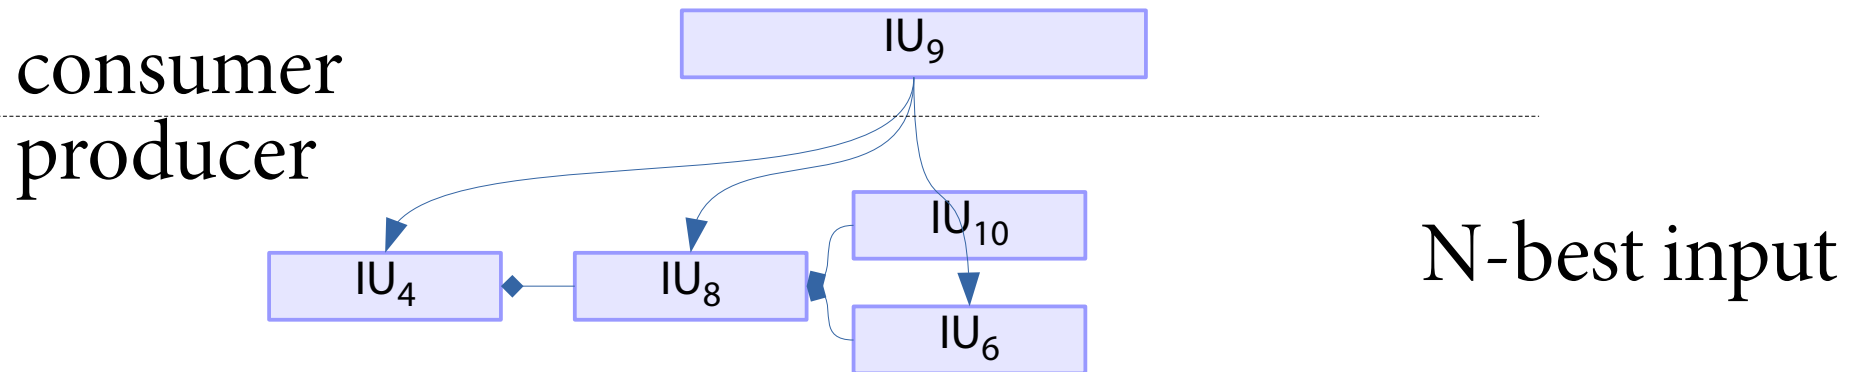 IU₉
consumer
producer
IU₁₀
N-best input
IU₄
IU₈
IU₆